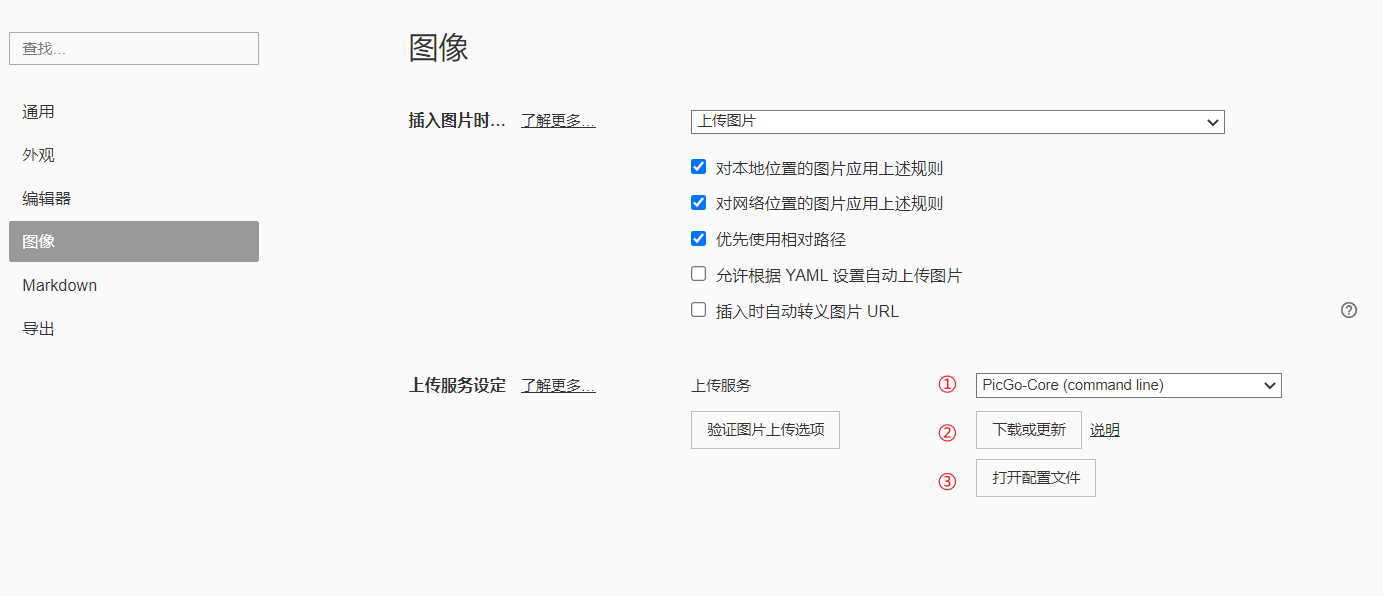 查找...
图像
通用
外观
编辑器
图像
Markdown
导出
插入图片时... 了解更多...
上传图片
对本地位置的图片应用上述规则
对网络位置的图片应用上述规则
优先使用相对路径
允许根据 YAML 设置自动上传图片
插入时自动转义图片 URL
上传服务设定 了解更多...
上传服务 ① PicGo-Core (command line)
验证图片上传选项 ② 下载或更新 说明
③ 打开配置文件